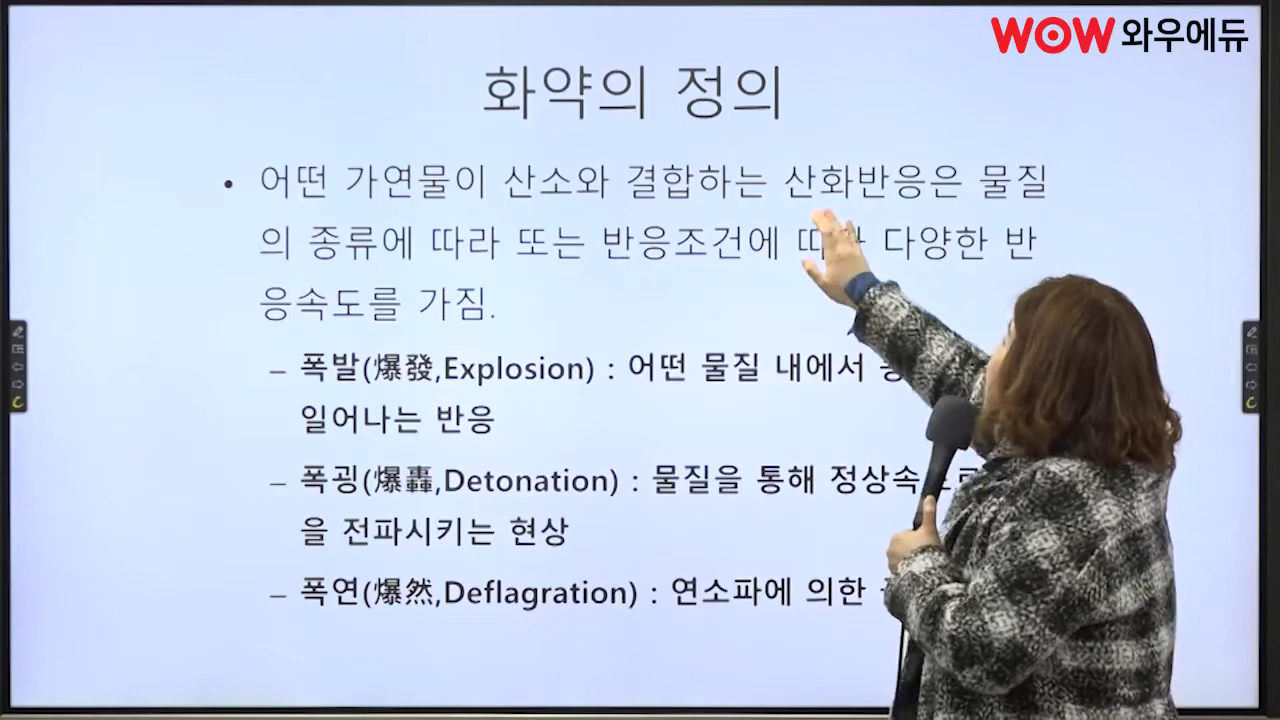 WOW 와우에듀
화약의 정의
• 어떤 가연물이 산소와 결합하는 산화반응은 물질
의 종류에 따라 또는 반응조건에 다양한 반
응속도를 가짐.
– 폭발(爆發,Explosion) : 어떤 물질 내에서
일어나는 반응
– 폭굉(爆轟,Detonation) : 물질을 통해
을 전파시키는 현상
– 폭연(爆然,Deflagration) : 연소파에 의한